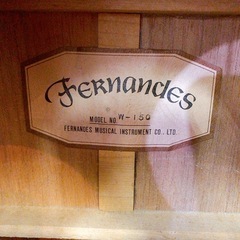 FERNANDES
MODEL NO W-150
FERNANDES MUSICAL INSTRUMENT CO., LTD.